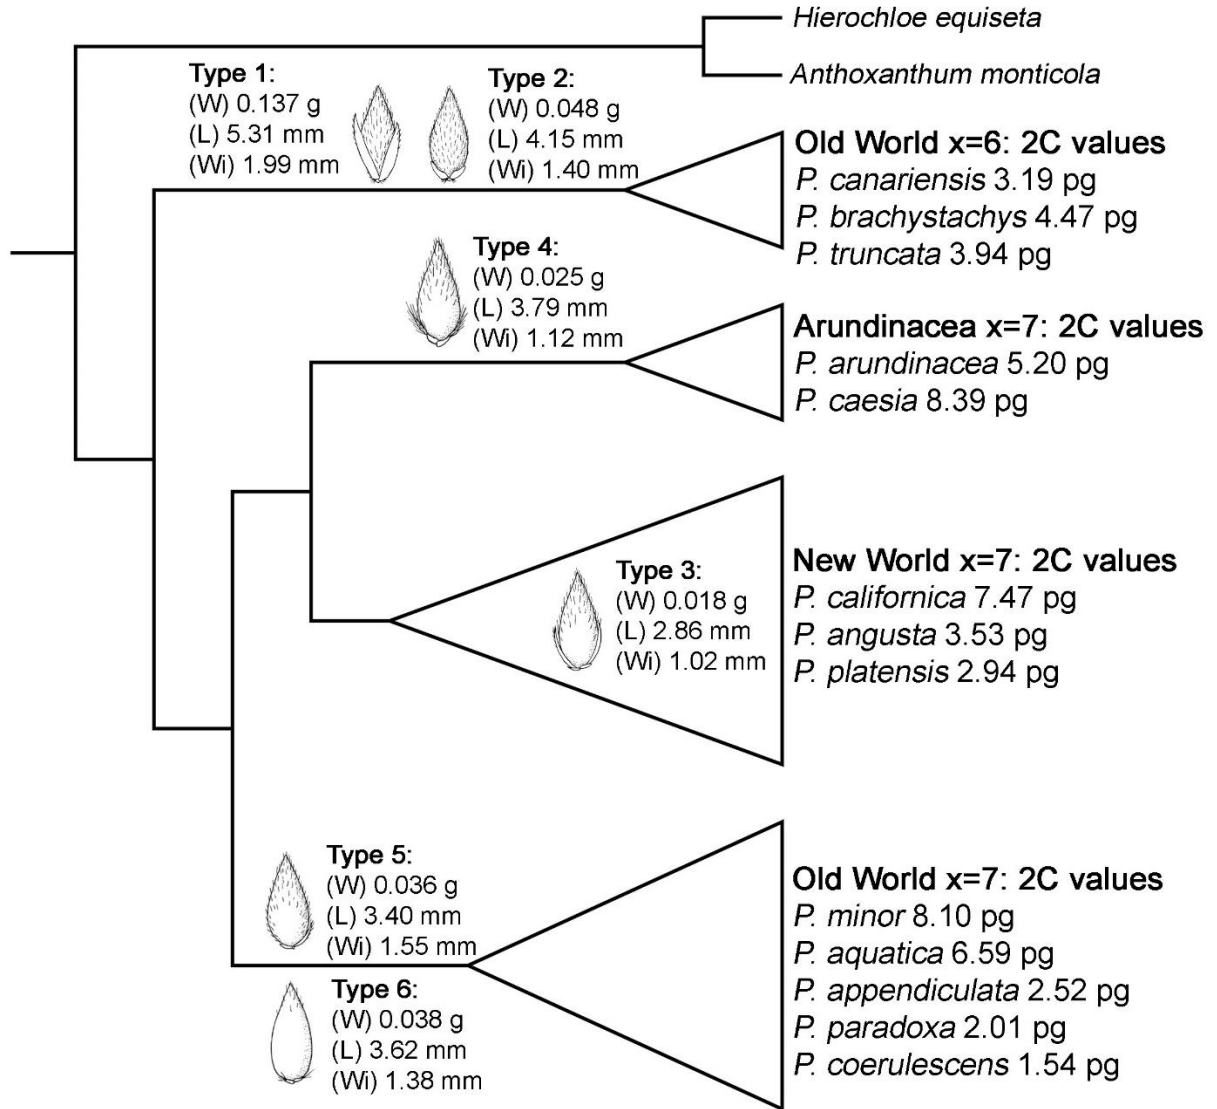 Hierochloe equiseta
Anthoxanthum monticola
Type 1:
(W) 0.137 g
(L) 5.31 mm
(Wi) 1.99 mm
Type 2:
(W) 0.048 g
(L) 4.15 mm
(Wi) 1.40 mm
Old World x=6: 2C values
P. canariensis 3.19 pg
P. brachystachys 4.47 pg
P. truncata 3.94 pg
Type 4:
(W) 0.025 g
(L) 3.79 mm
(Wi) 1.12 mm
Arundinacea x=7: 2C values
P. arundinacea 5.20 pg
P. caesia 8.39 pg
Type 3:
(W) 0.018 g
(L) 2.86 mm
(Wi) 1.02 mm
New World x=7: 2C values
P. californica 7.47 pg
P. angusta 3.53 pg
P. platensis 2.94 pg
Type 5:
(W) 0.036 g
(L) 3.40 mm
(Wi) 1.55 mm
Type 6:
(W) 0.038 g
(L) 3.62 mm
(Wi) 1.38 mm
Old World x=7: 2C values
P. minor 8.10 pg
P. aquatica 6.59 pg
P. appendiculata 2.52 pg
P. paradoxa 2.01 pg
P. coerulescens 1.54 pg